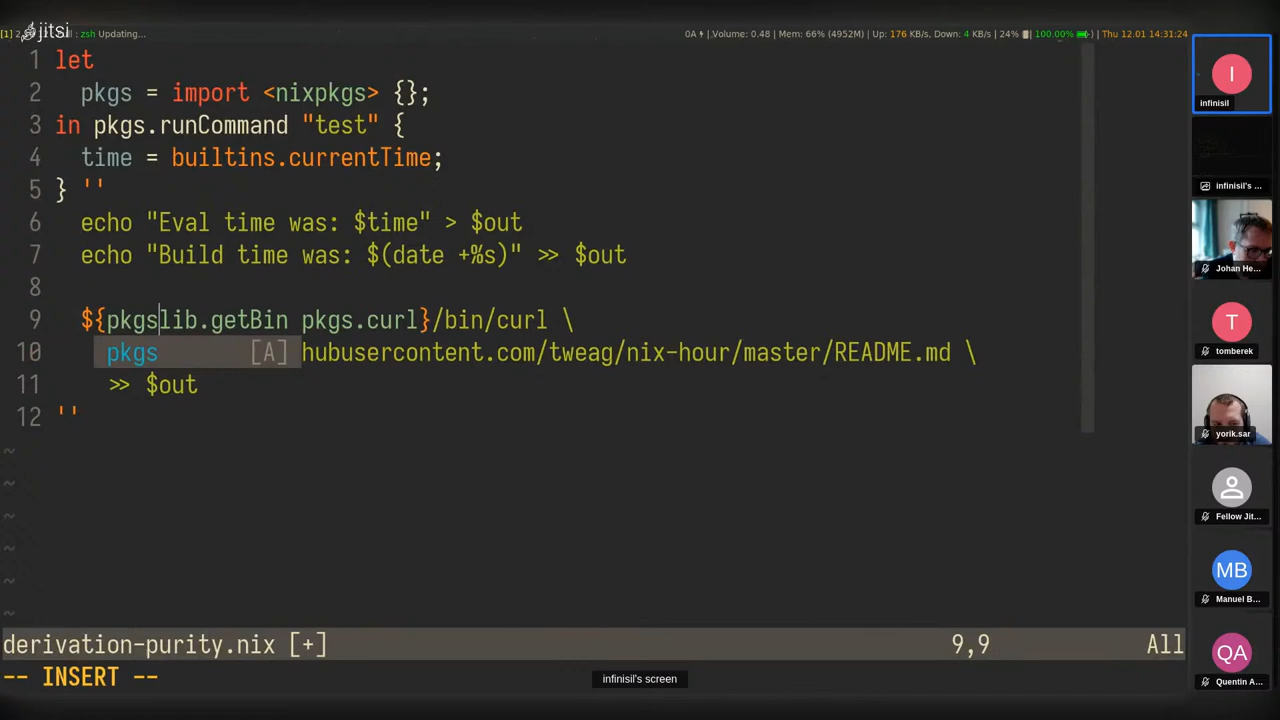 jitsi
zsh Updating...
0A Volume: 0.48 | Mem: 66% (4952M) | Up: 176 KB/s, Down: 4 KB/s | 24% | 100.00% | Thu 12.01 14:31:24
1 let
2 pkgs = import <nixpkgs> {};
3 in pkgs.runCommand "test" {
4 time = builtins.currentTime;
5 } ''
6 echo "Eval time was: $time" > $out
7 echo "Build time was: $(date +%s)" >> $out
8
9 ${pkgslib.getBin pkgs.curl}/bin/curl \
10 pkgs [A] hubusercontent.com/tweag/nix-hour/master/README.md \
11 >> $out
12 ''
~
~
~
~
~
~
derivation-purity.nix [+] 9,9 All
-- INSERT --
infinisil's screen
I
infinisil
infinisil's ...
Johan He...
T
tomberek
yorik.sar
Fellow Jit...
MB
Manuel B...
QA
Quentin A...